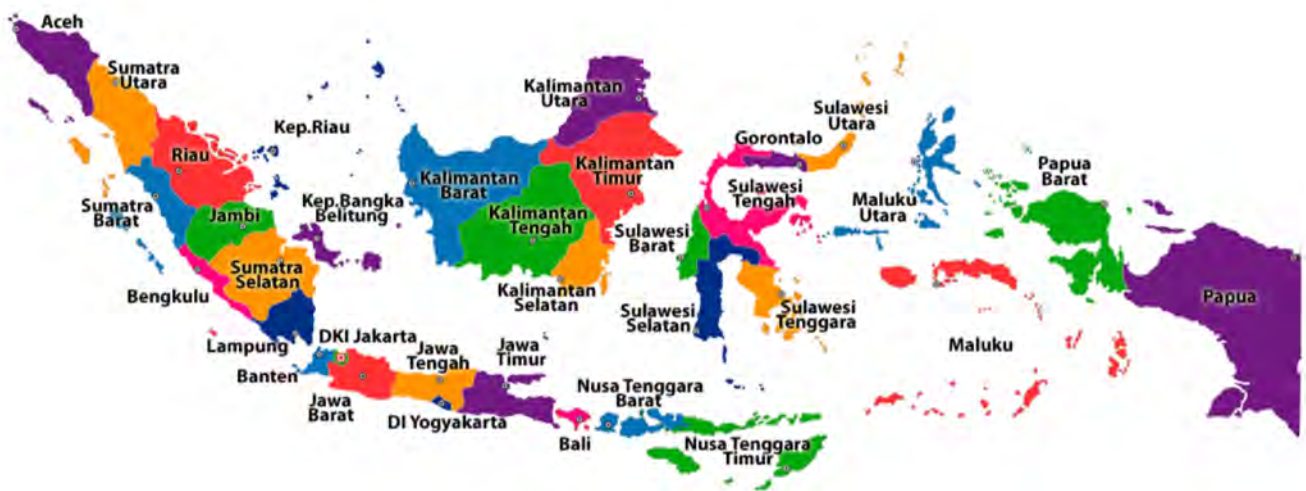 Aceh
Sumatra
Utara
Kep.Riau
Riau
Sumatra
Barat
Jambi
Kep.Bangka
Belitung
Sumatra
Selatan
Bengkulu
Lampung
DKI Jakarta
Banten
Jawa
Barat
Jawa
Tengah
DI Yogyakarta
Jawa
Timur
Bali
Nusa Tenggara
Barat
Nusa Tenggara
Timur
Kalimantan
Utara
Kalimantan
Barat
Kalimantan
Timur
Kalimantan
Tengah
Kalimantan
Selatan
Sulawesi
Utara
Gorontalo
Sulawesi
Tengah
Sulawesi
Barat
Sulawesi
Selatan
Sulawesi
Tenggara
Maluku
Utara
Maluku
Papua
Barat
Papua